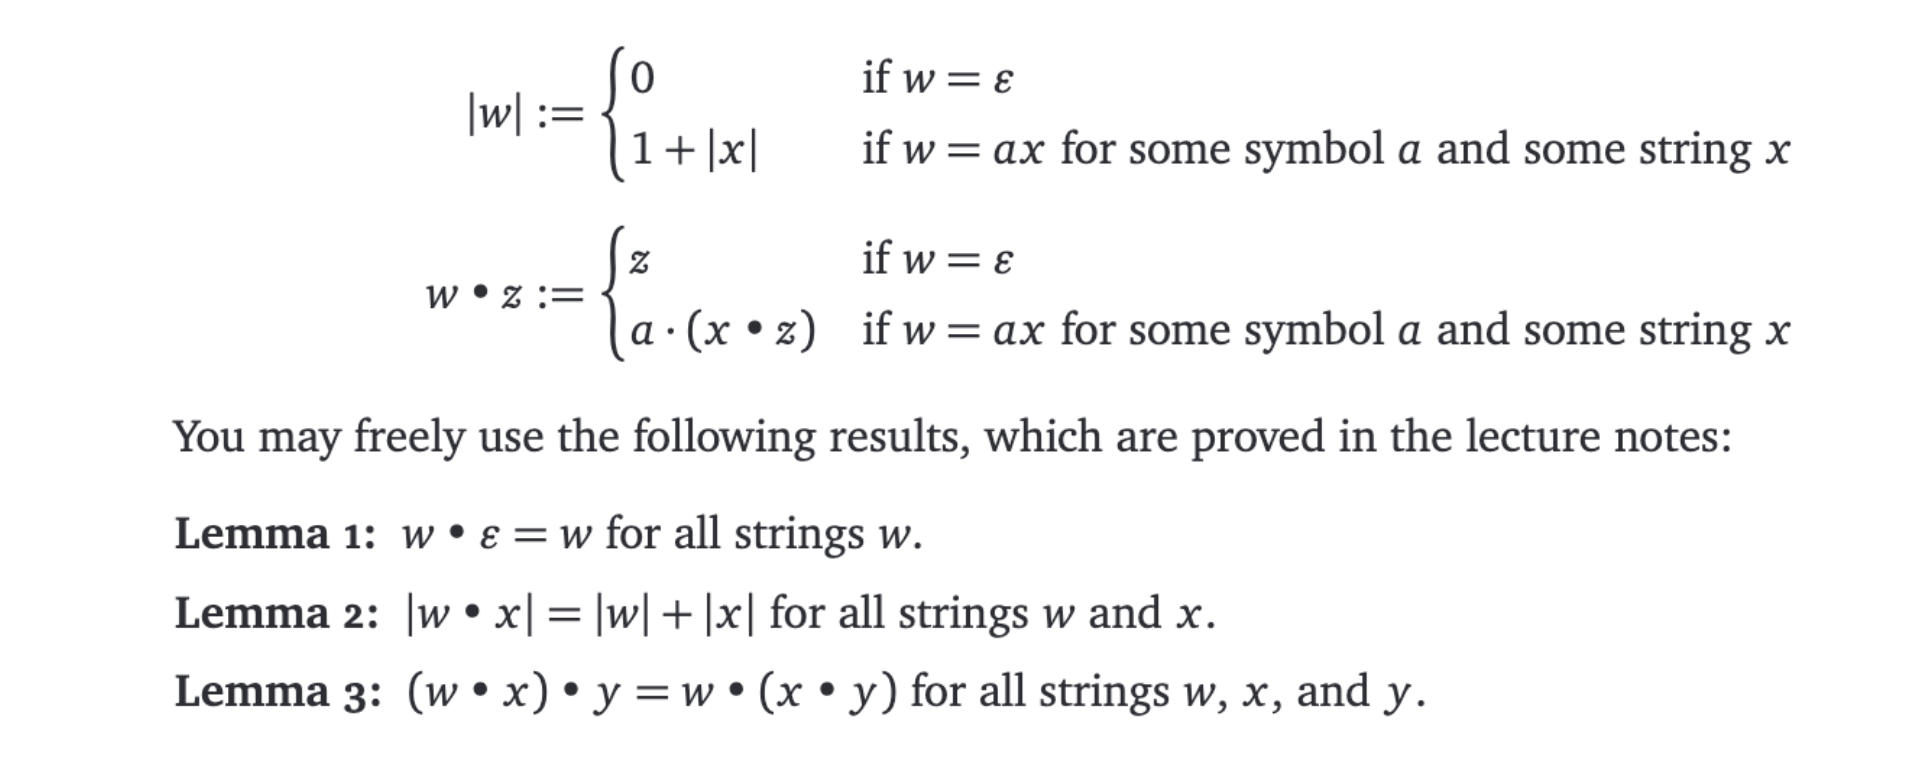 |w| := { 0 if w = ε
1 + |x| if w = ax for some symbol a and some string x
w • z := { z if w = ε
a · (x • z) if w = ax for some symbol a and some string x
You may freely use the following results, which are proved in the lecture notes:
Lemma 1: w • ε = w for all strings w.
Lemma 2: |w • x| = |w| + |x| for all strings w and x.
Lemma 3: (w • x) • y = w • (x • y) for all strings w, x, and y.